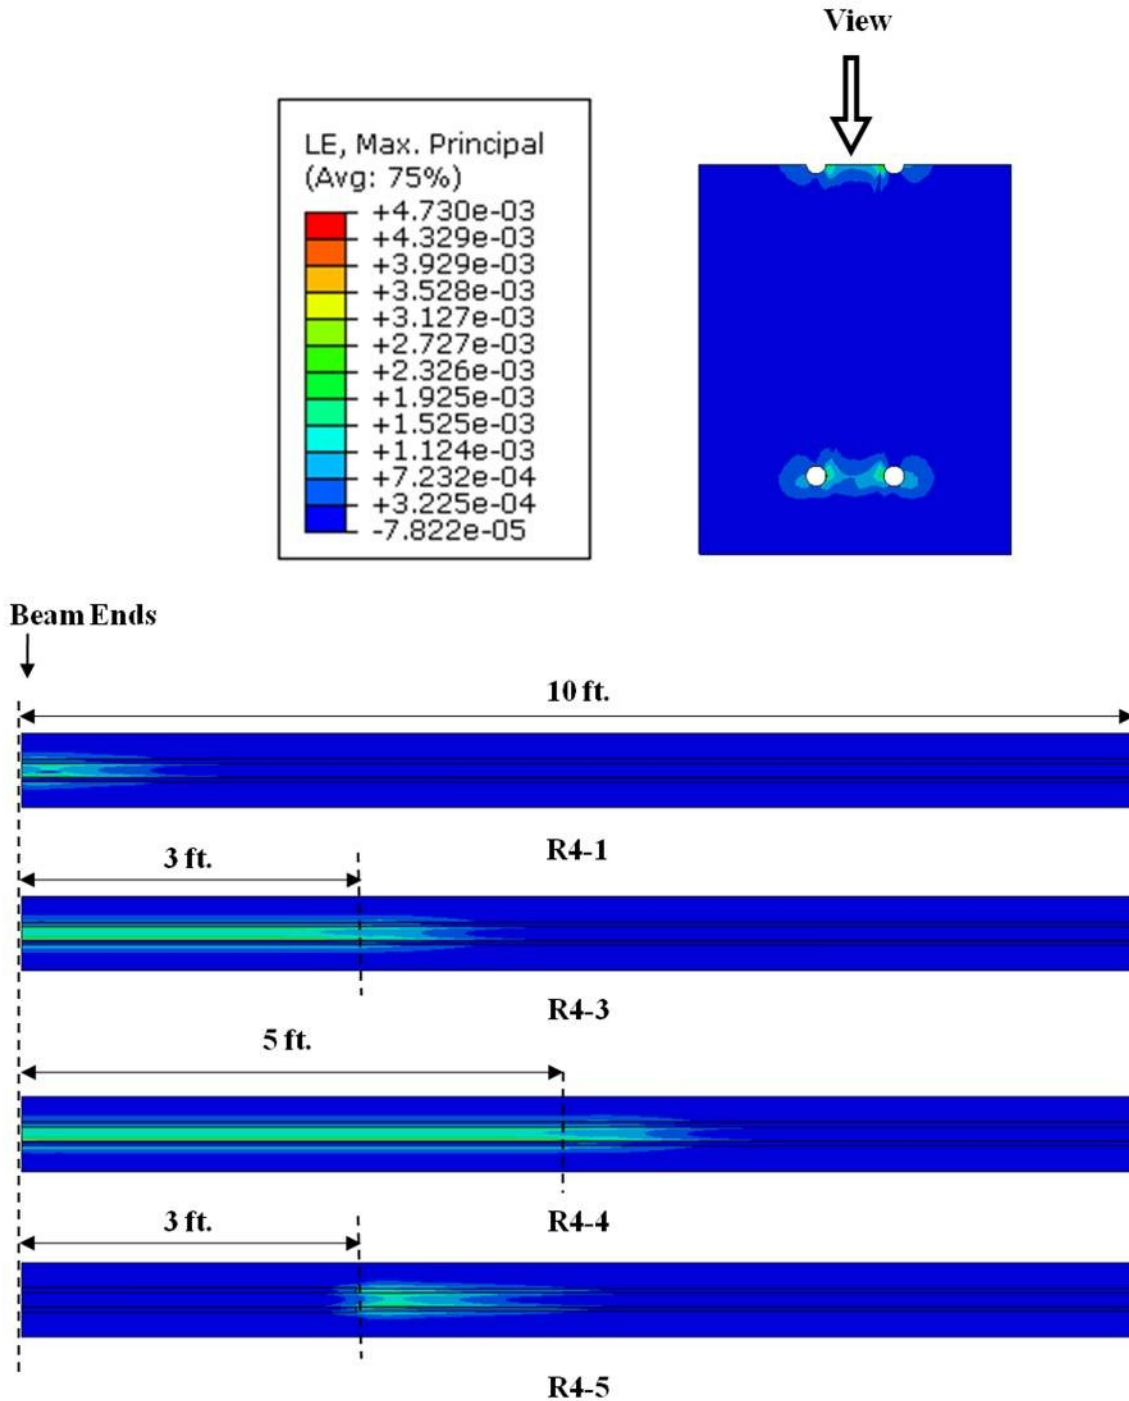 View
LE, Max. Principal
(Avg: 75%)
+4.730e-03
+4.329e-03
+3.929e-03
+3.528e-03
+3.127e-03
+2.727e-03
+2.326e-03
+1.925e-03
+1.525e-03
+1.124e-03
+7.232e-04
+3.225e-04
-7.822e-05
Beam Ends
10 ft.
R4-1
3 ft.
R4-3
5 ft.
R4-4
3 ft.
R4-5